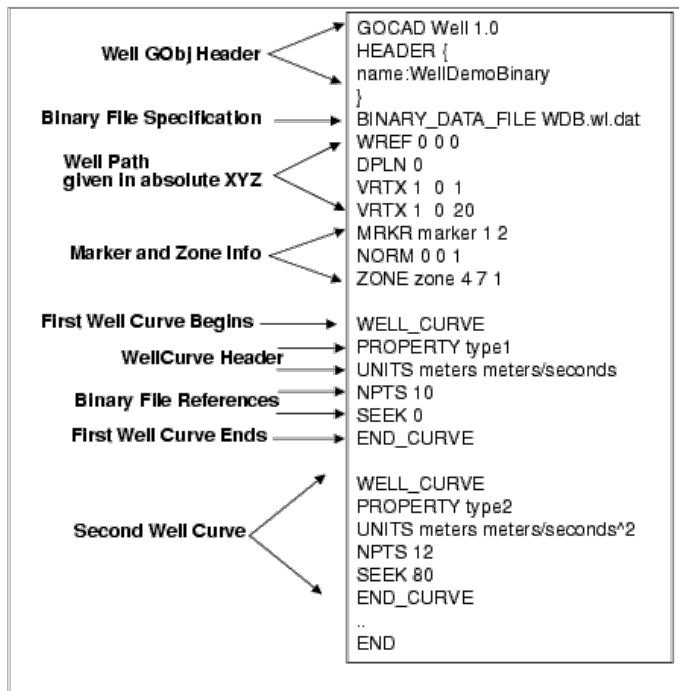 GOCAD Well 1.0
Well GObj Header
HEADER {
name:WellDemoBinary
}
Binary File Specification
BINARY_DATA_FILE WDB.wl.dat
WREF 0 0 0
Well Path
given in absolute XYZ
DPLN 0
VRTX 1 0 1
VRTX 1 0 20
Marker and Zone Info
MRKR marker 1 2
NORM 0 0 1
ZONE zone 4 7 1
First Well Curve Begins
WELL_CURVE
WellCurve Header
PROPERTY type1
UNITS meters meters/seconds
Binary File References
NPTS 10
SEEK 0
First Well Curve Ends
END_CURVE
Second Well Curve
WELL_CURVE
PROPERTY type2
UNITS meters meters/seconds^2
NPTS 12
SEEK 80
END_CURVE
..
END